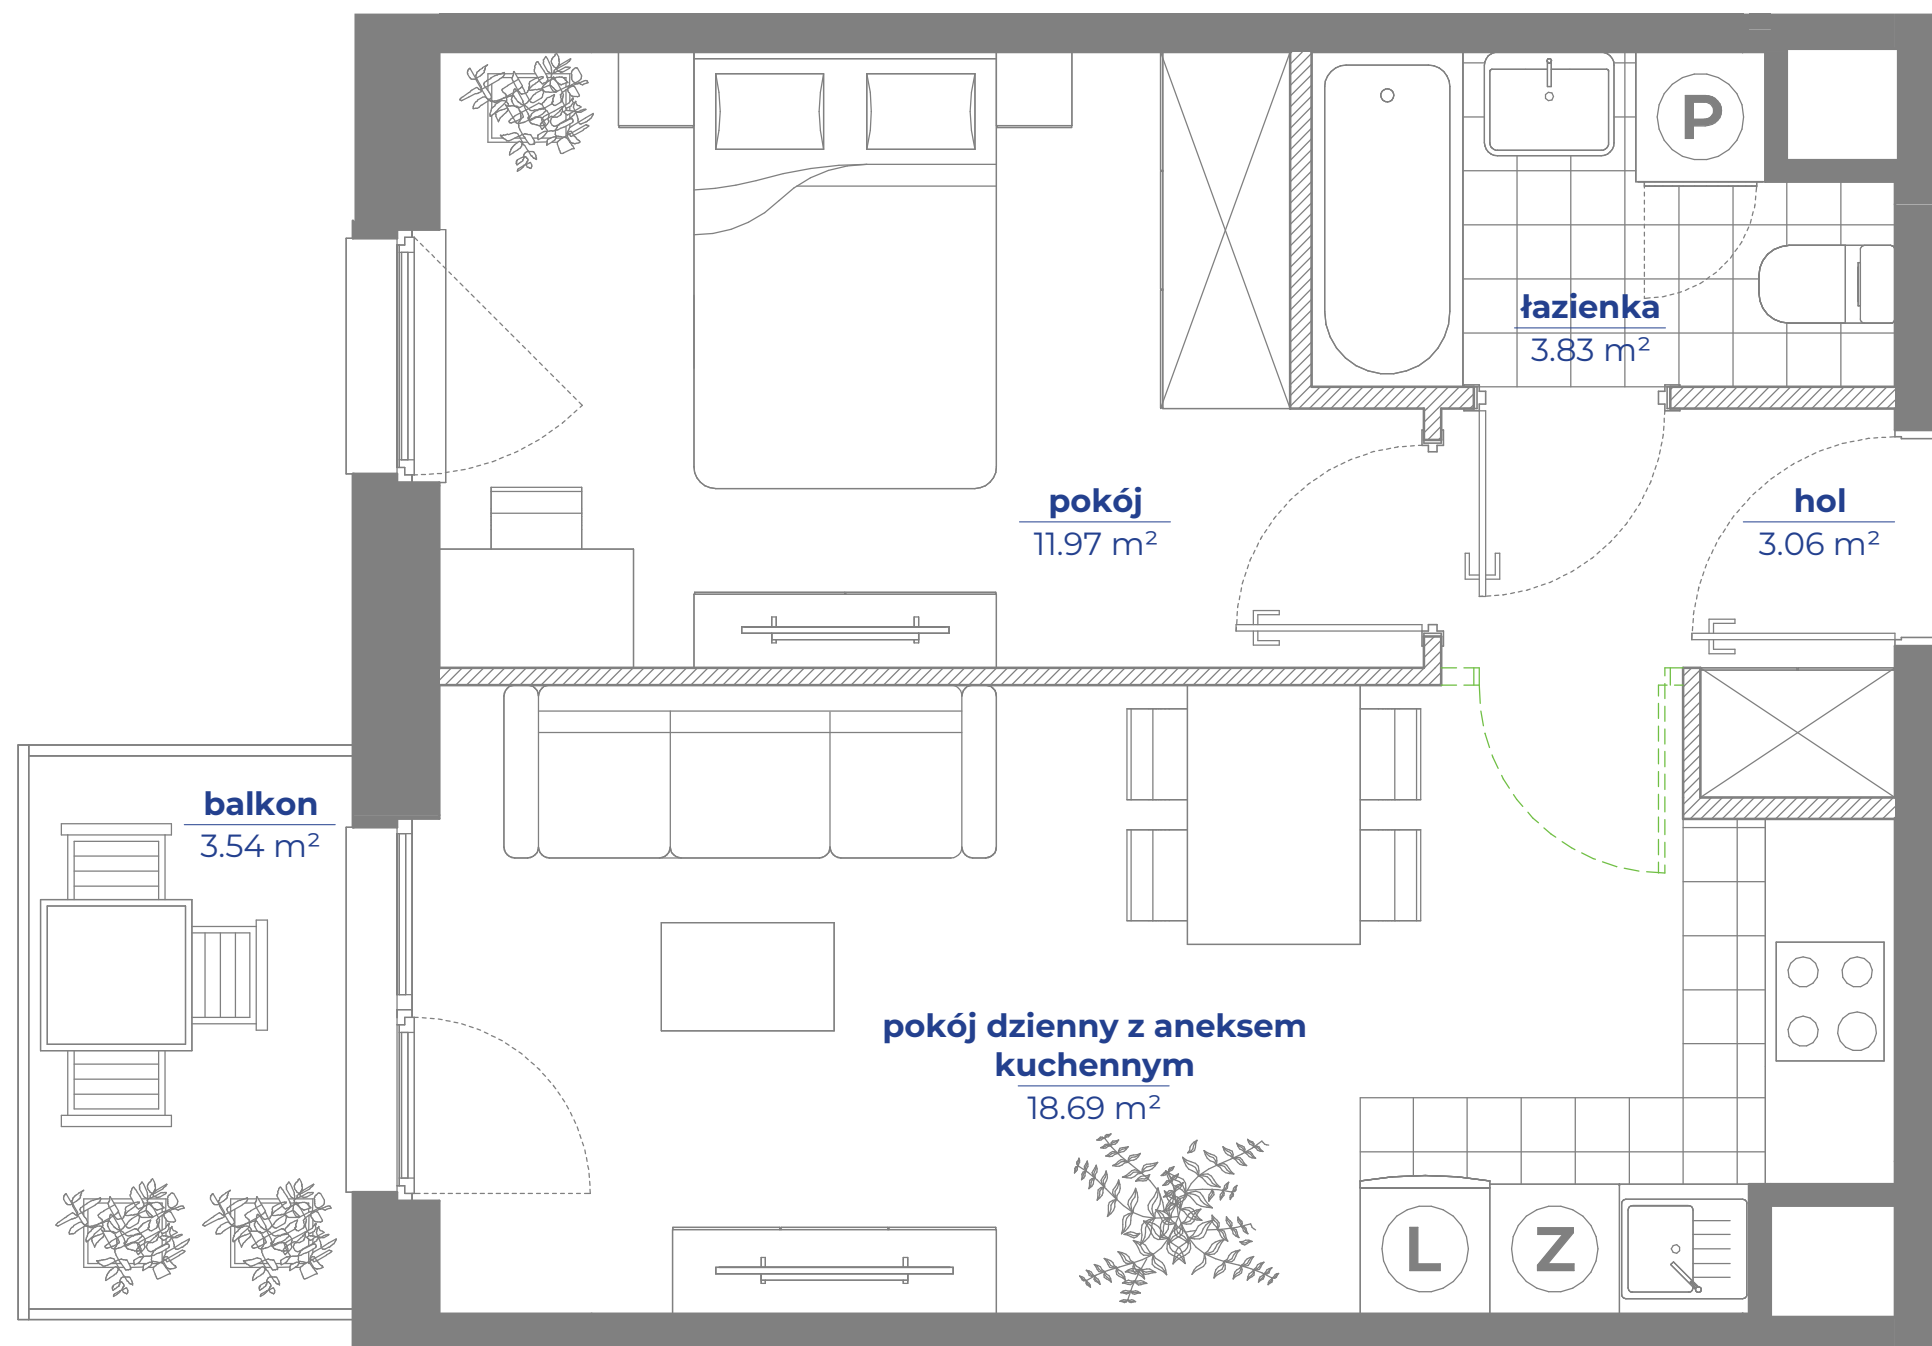 P
łazienka
3.83 m²
pokój
11.97 m²
hol
3.06 m²
balkon
3.54 m²
pokój dzienny z aneksem
kuchennym
18.69 m²
L
Z